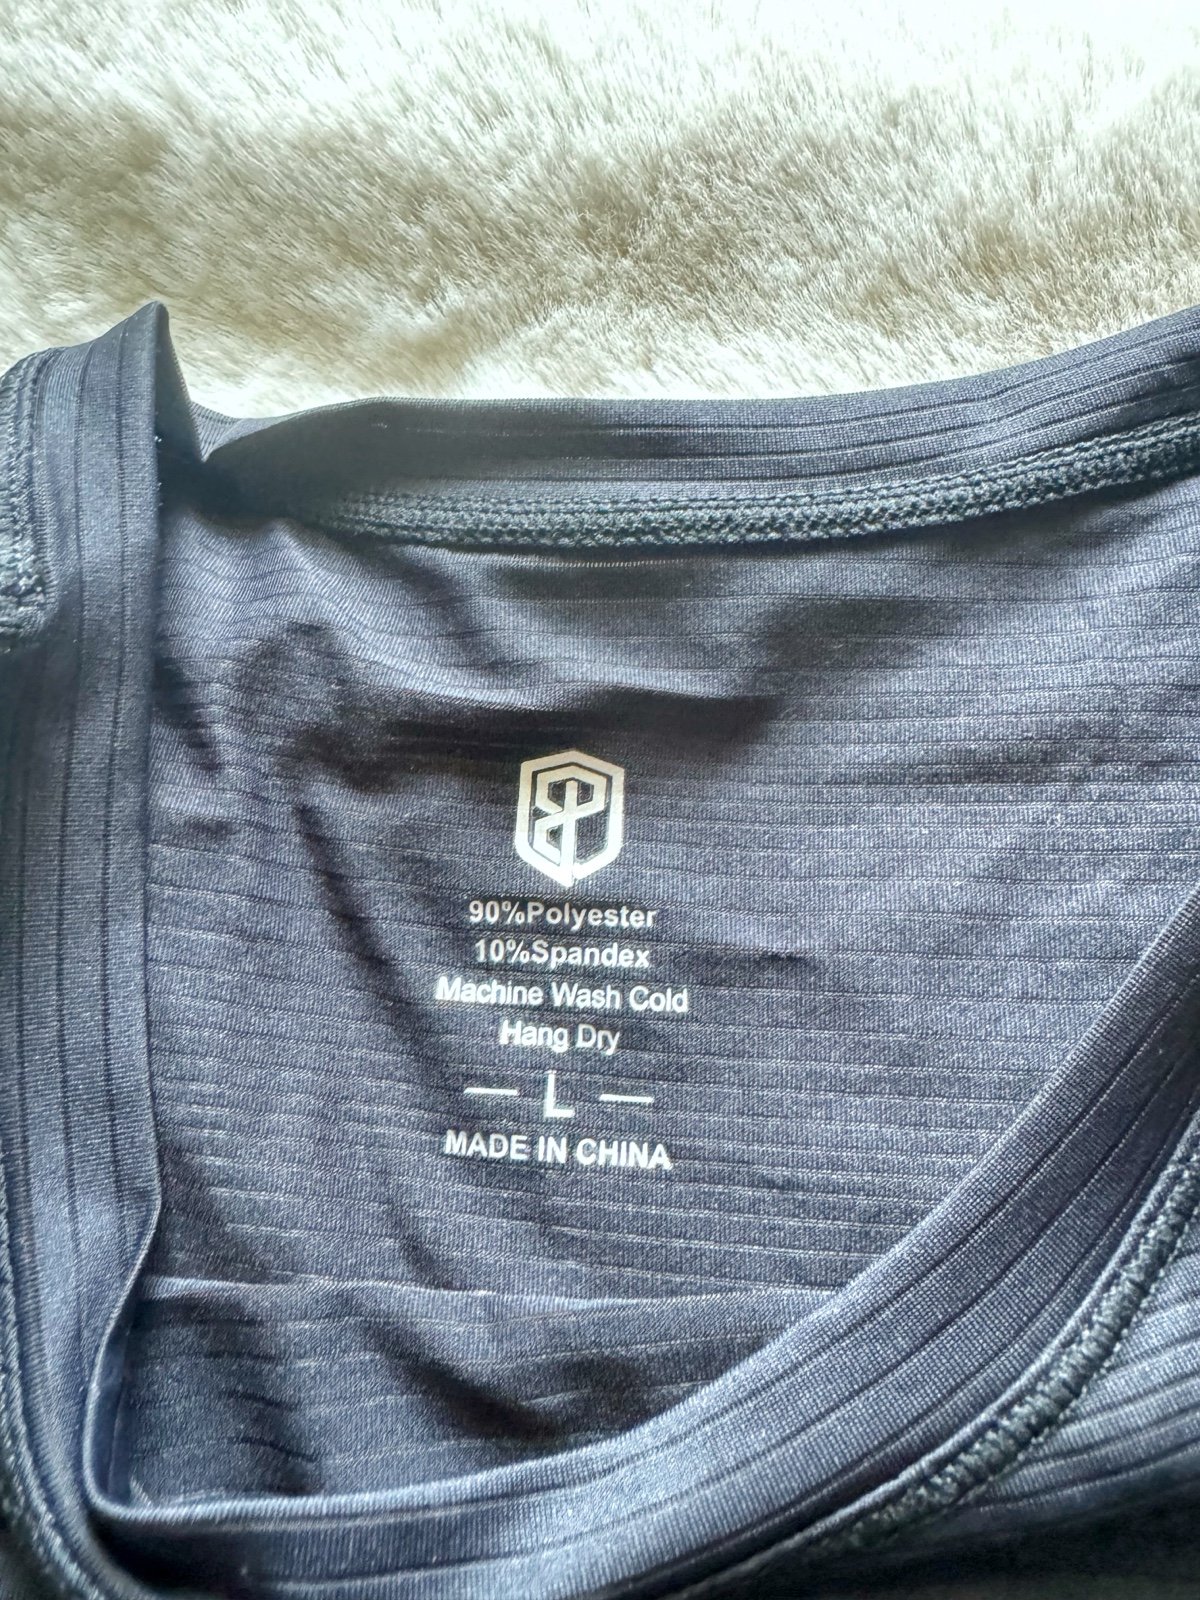 90%Polyester
10%Spandex
Machine Wash Cold
Hang Dry
— L —
MADE IN CHINA